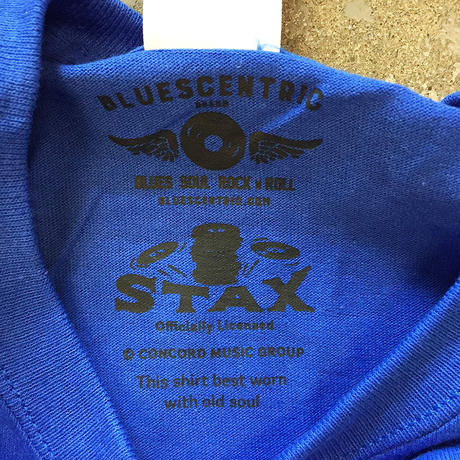 BLUESCENTRIC
BRAND
BLUES SOUL ROCK N ROLL
BLUESCENTRIC.COM
STAX
Officially Licensed
© CONCORD MUSIC GROUP
This shirt best worn
with old soul